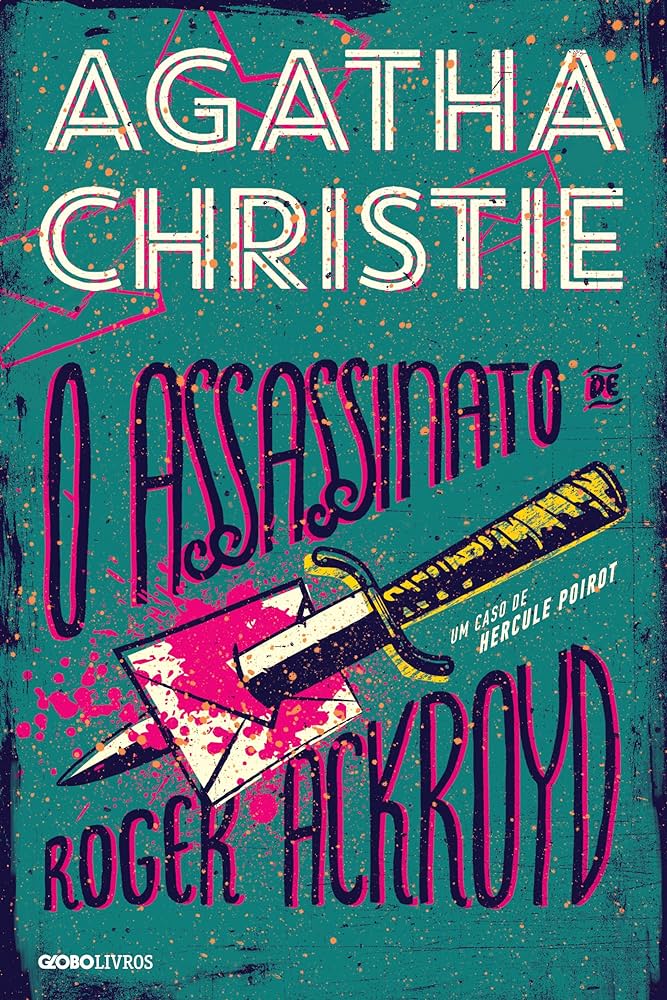 AGATHA
CHRISTIE
O ASSASSINATO DE
UM CASO DE
HERCULE POIROT
ROGER ACKROYD
GLOBOLIVROS